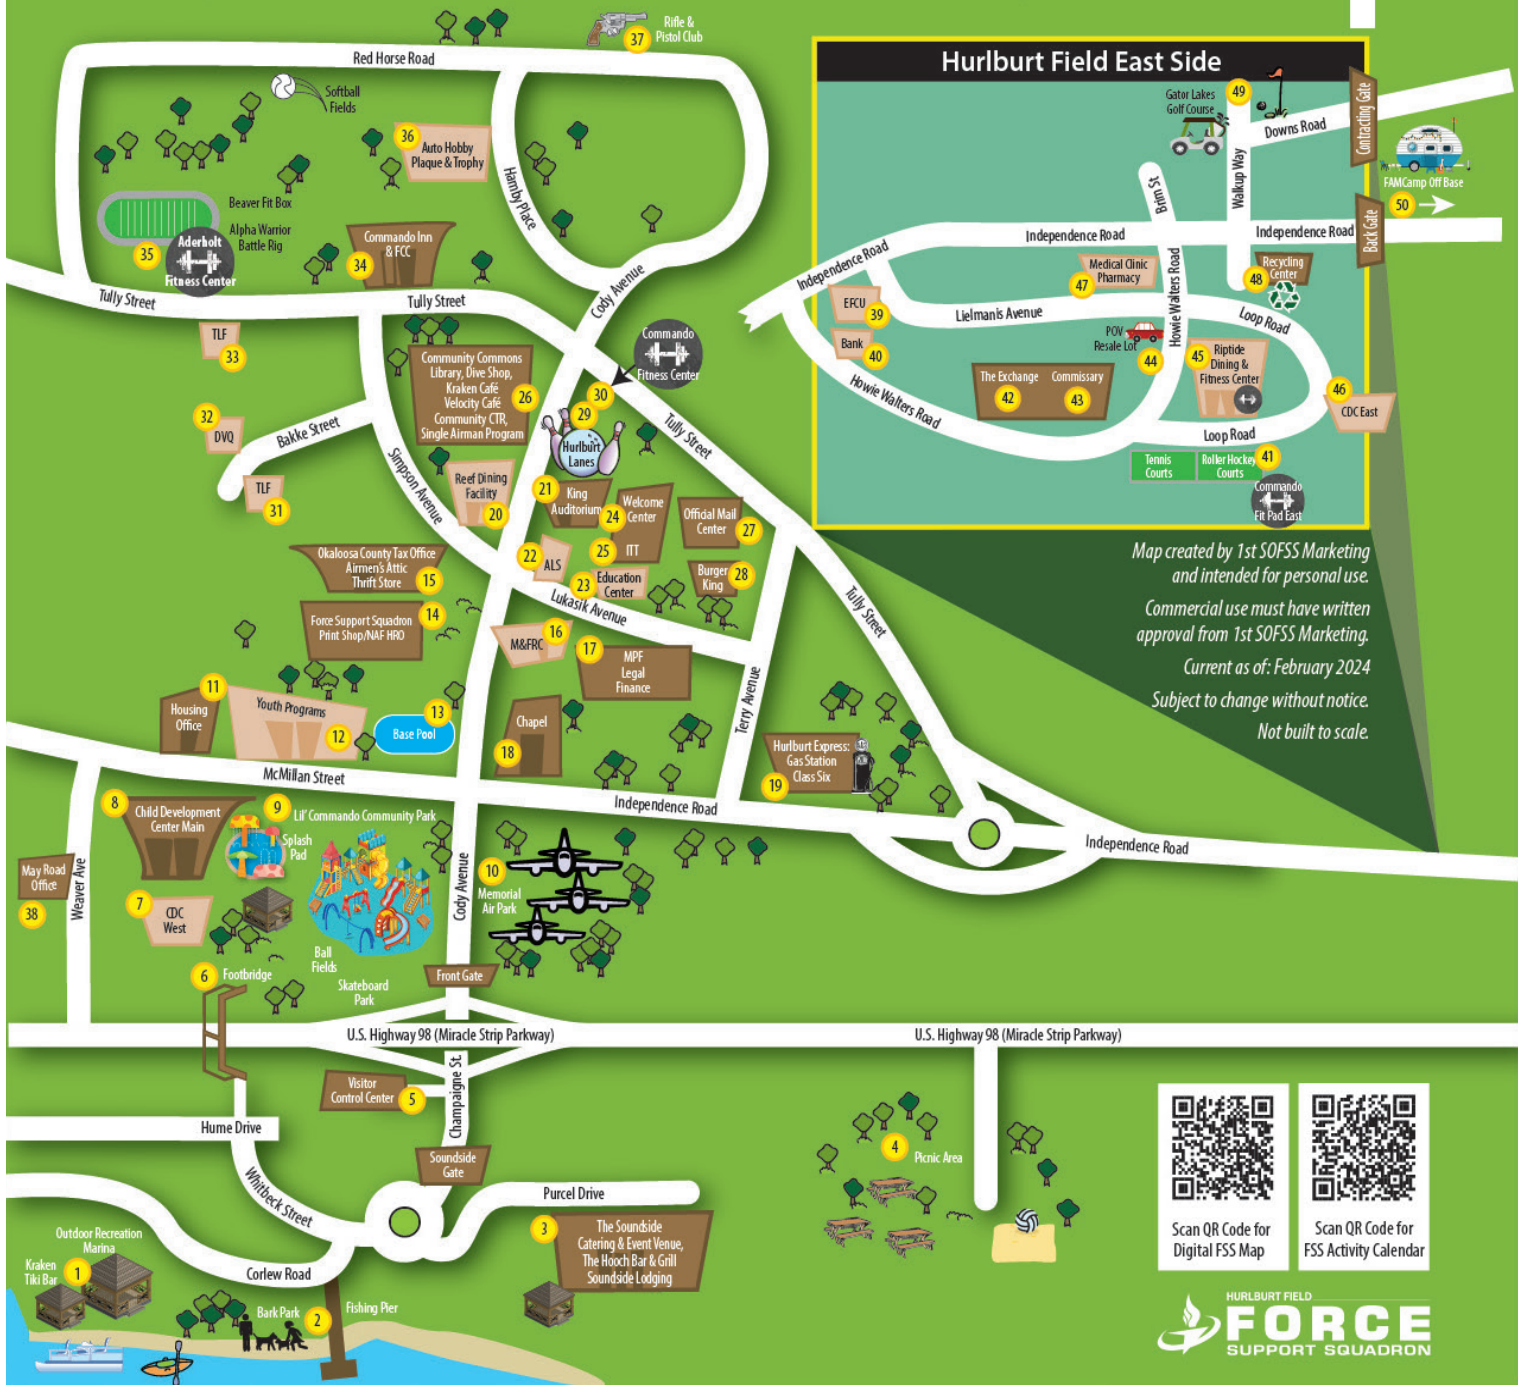 37
Rifle &
Pistol Club
Red Horse Road
Softball
Fields
36
Auto Hobby
Plaque & Trophy
Hamby Place
Beaver Fit Box
Alpha Warrior
Battle Rig
35
Aderholt
Fitness Center
Commando Inn
& FCC
34
Tully Street
Tully Street
Cody Avenue
TLF
33
Commando
Fitness Center
Community Commons
Library, Dive Shop,
Kraken Café
Velocity Café
Community CTR,
Single Airman Program
26
30
29
Hurlburt
Lanes
Tully Street
32
DVQ
Bakke Street
Simpson Avenue
TLF
31
Reef Dining
Facility
20
21
King
Auditorium
24
Welcome
Center
25
ITT
Official Mail
Center
27
22
ALS
23
Education
Center
Burger
King
28
Lukasik Avenue
Okaloosa County Tax Office
Airmen's Attic
Thrift Store
15
Force Support Squadron
Print Shop/NAF HRO
14
M&FRC
16
17
MPF
Legal
Finance
Tully Street
Terry Avenue
11
Housing
Office
Youth Programs
12
13
Base Pool
Chapel
18
Hurlburt Express:
Gas Station
Class Six
19
McMillan Street
Independence Road
Independence Road
8
Child Development
Center Main
9
Lil' Commando Community Park
Splash
Pad
May Road
Office
38
Weaver Ave
7
CDC
West
Cody Avenue
10
Memorial
Air Park
Ball
Fields
Skateboard
Park
6
Footbridge
Front Gate
U.S. Highway 98 (Miracle Strip Parkway)
U.S. Highway 98 (Miracle Strip Parkway)
Visitor
Control Center
5
Champaigne St.
Hume Drive
Soundside
Gate
Whitbeck Street
Purcel Drive
4
Picnic Area
3
The Soundside
Catering & Event Venue,
The Hooch Bar & Grill
Soundside Lodging
Outdoor Recreation
Marina
Kraken
Tiki Bar
1
Corlew Road
Bark Park
2
Fishing Pier
Hurlburt Field East Side
49
Gator Lakes
Golf Course
Downs Road
Contracting Gate
Walkup Way
Brim St
FAMCamp Off Base
50
Independence Road
Independence Road
Independence Road
Back Gate
Medical Clinic
Pharmacy
47
Howie Walters Road
48
Recycling
Center
EFCU
39
Lielmanis Avenue
Loop Road
Bank
40
POV
Resale Lot
44
45
Riptide
Dining &
Fitness Center
Howie Walters Road
The Exchange
42
Commissary
43
46
CDC East
Loop Road
Tennis
Courts
Roller Hockey
Courts
41
Commando
Fit Pad East
Map created by 1st SOFSS Marketing
and intended for personal use.
Commercial use must have written
approval from 1st SOFSS Marketing.
Current as of: February 2024
Subject to change without notice.
Not built to scale.
Scan QR Code for
Digital FSS Map
Scan QR Code for
FSS Activity Calendar
HURLBURT FIELD
FORCE
SUPPORT SQUADRON